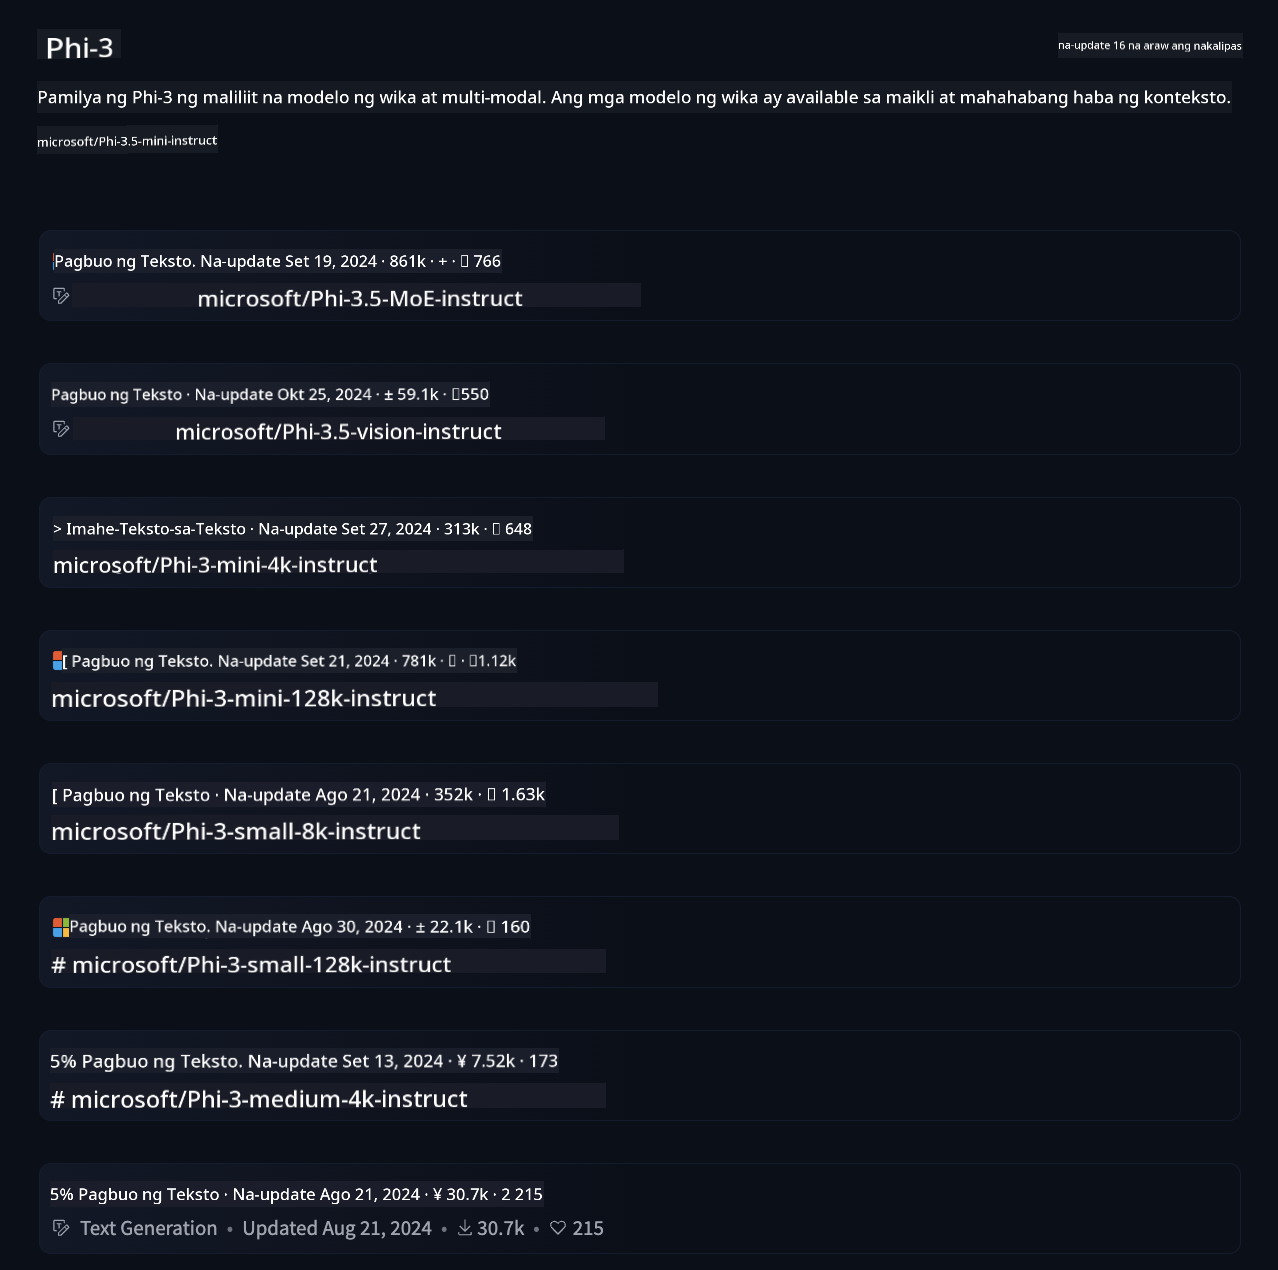 Phi-3
na-update 16 na araw ang nakalipas
Pamilya ng Phi-3 ng maliliit na modelo ng wika at multi-modal. Ang mga modelo ng wika ay available sa maikli at mahahabang haba ng konteksto.
microsoft/Phi-3.5-mini-instruct
Pagbuo ng Teksto. Na-update Set 19, 2024 · 861k · + · 766
microsoft/Phi-3.5-MoE-instruct
Pagbuo ng Teksto · Na-update Okt 25, 2024 · ± 59.1k · 550
microsoft/Phi-3.5-vision-instruct
> Imahe-Teksto-sa-Teksto · Na-update Set 27, 2024 · 313k · 648
microsoft/Phi-3-mini-4k-instruct
[ Pagbuo ng Teksto. Na-update Set 21, 2024 · 781k · · 1.12k
microsoft/Phi-3-mini-128k-instruct
[ Pagbuo ng Teksto · Na-update Ago 21, 2024 · 352k · 1.63k
microsoft/Phi-3-small-8k-instruct
Pagbuo ng Teksto. Na-update Ago 30, 2024 · ± 22.1k · 160
# microsoft/Phi-3-small-128k-instruct
5% Pagbuo ng Teksto. Na-update Set 13, 2024 · ¥ 7.52k · 173
# microsoft/Phi-3-medium-4k-instruct
5% Pagbuo ng Teksto · Na-update Ago 21, 2024 · ¥ 30.7k · 2 215
Text Generation • Updated Aug 21, 2024 • 30.7k • 215